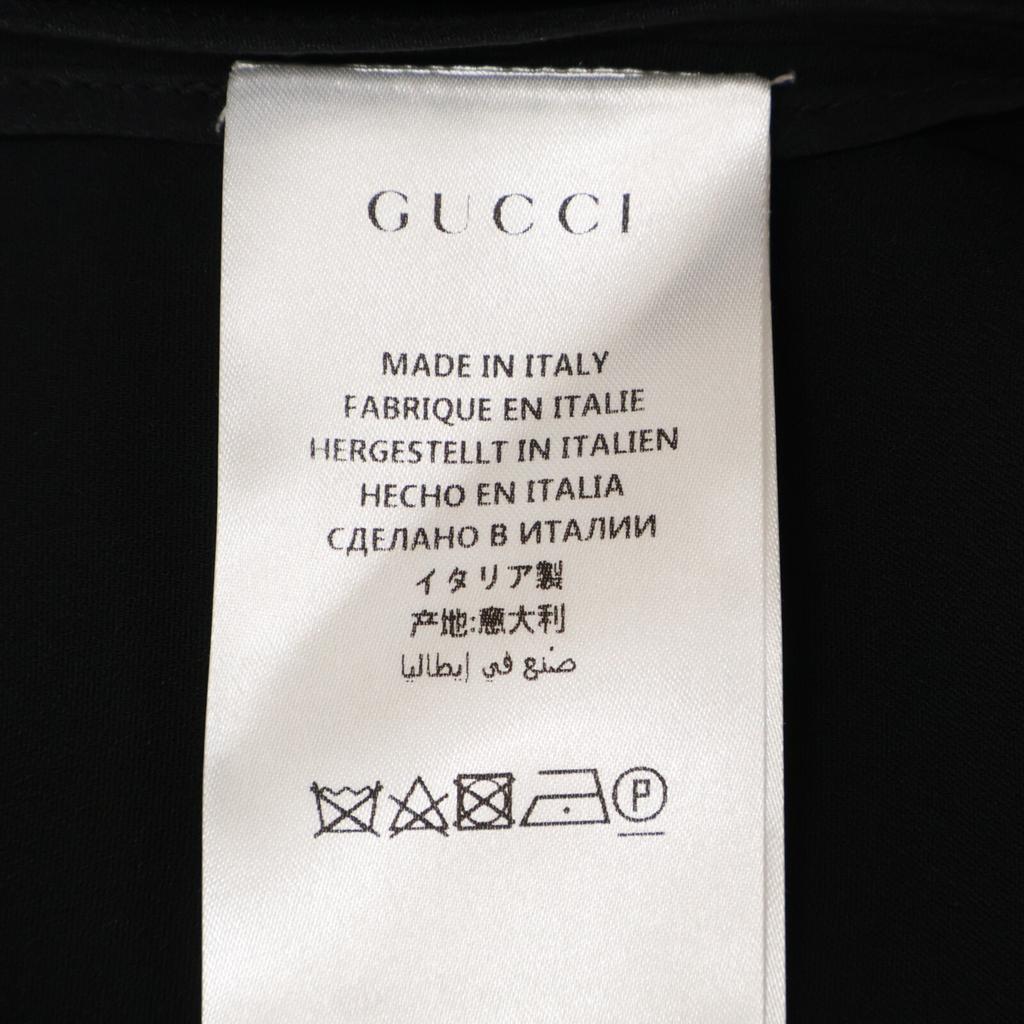 GUCCI
MADE IN ITALY
FABRIQUE EN ITALIE
HERGESTELLT IN ITALIEN
HECHO EN ITALIA
СДЕЛАНО В ИТАЛИИ
イタリア製
产地:意大利
صنع في إيطاليا
P